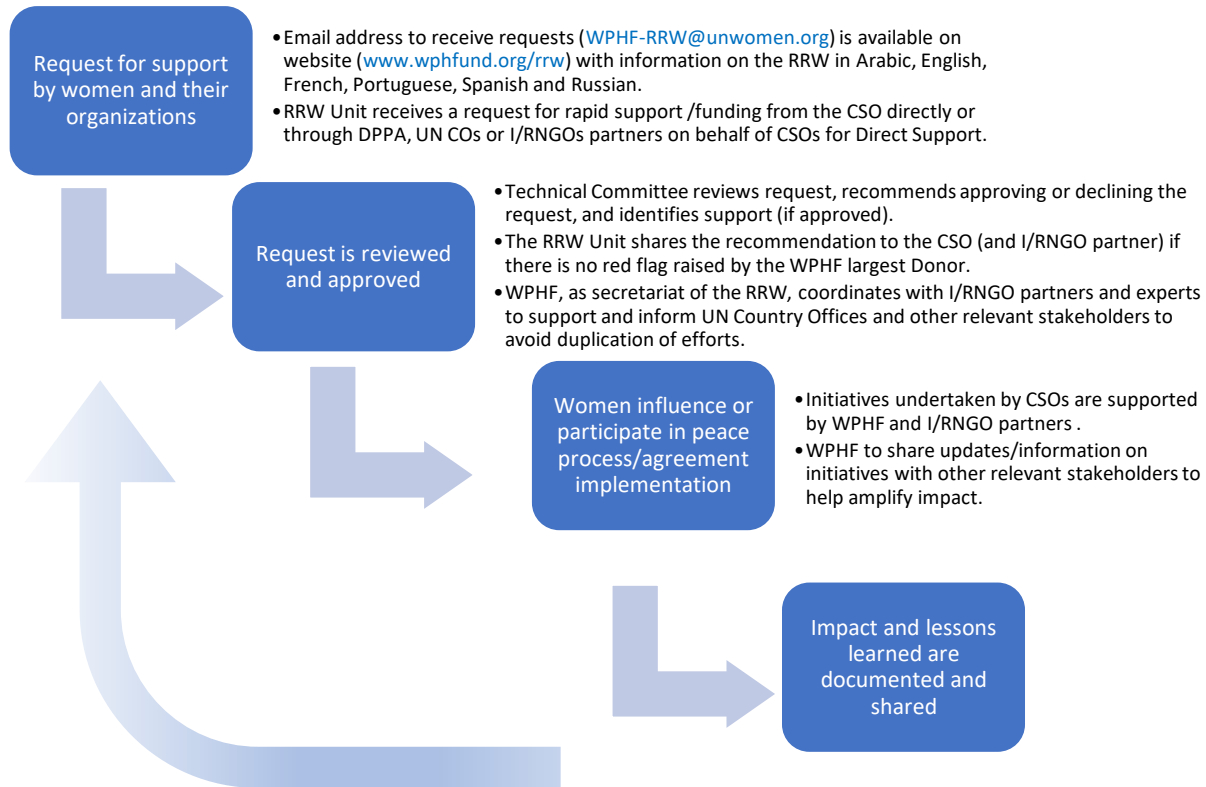 Request for support
by women and their
organizations
•Email address to receive requests (WPHF-RRW@unwomen.org) is available on
website (www.wphfund.org/rrw) with information on the RRW in Arabic, English,
French, Portuguese, Spanish and Russian.
•RRW Unit receives a request for rapid support /funding from the CSO directly or
through DPPA, UN COs or I/RNGOs partners on behalf of CSOs for Direct Support.
Request is reviewed
and approved
•Technical Committee reviews request, recommends approving or declining the
request, and identifies support (if approved).
•The RRW Unit shares the recommendation to the CSO (and I/RNGO partner) if
there is no red flag raised by the WPHF largest Donor.
•WPHF, as secretariat of the RRW, coordinates with I/RNGO partners and experts
to support and inform UN Country Offices and other relevant stakeholders to
avoid duplication of efforts.
Women influence or
participate in peace
process/agreement
implementation
•Initiatives undertaken by CSOs are supported
by WPHF and I/RNGO partners .
•WPHF to share updates/information on
initiatives with other relevant stakeholders to
help amplify impact.
Impact and lessons
learned are
documented and
shared